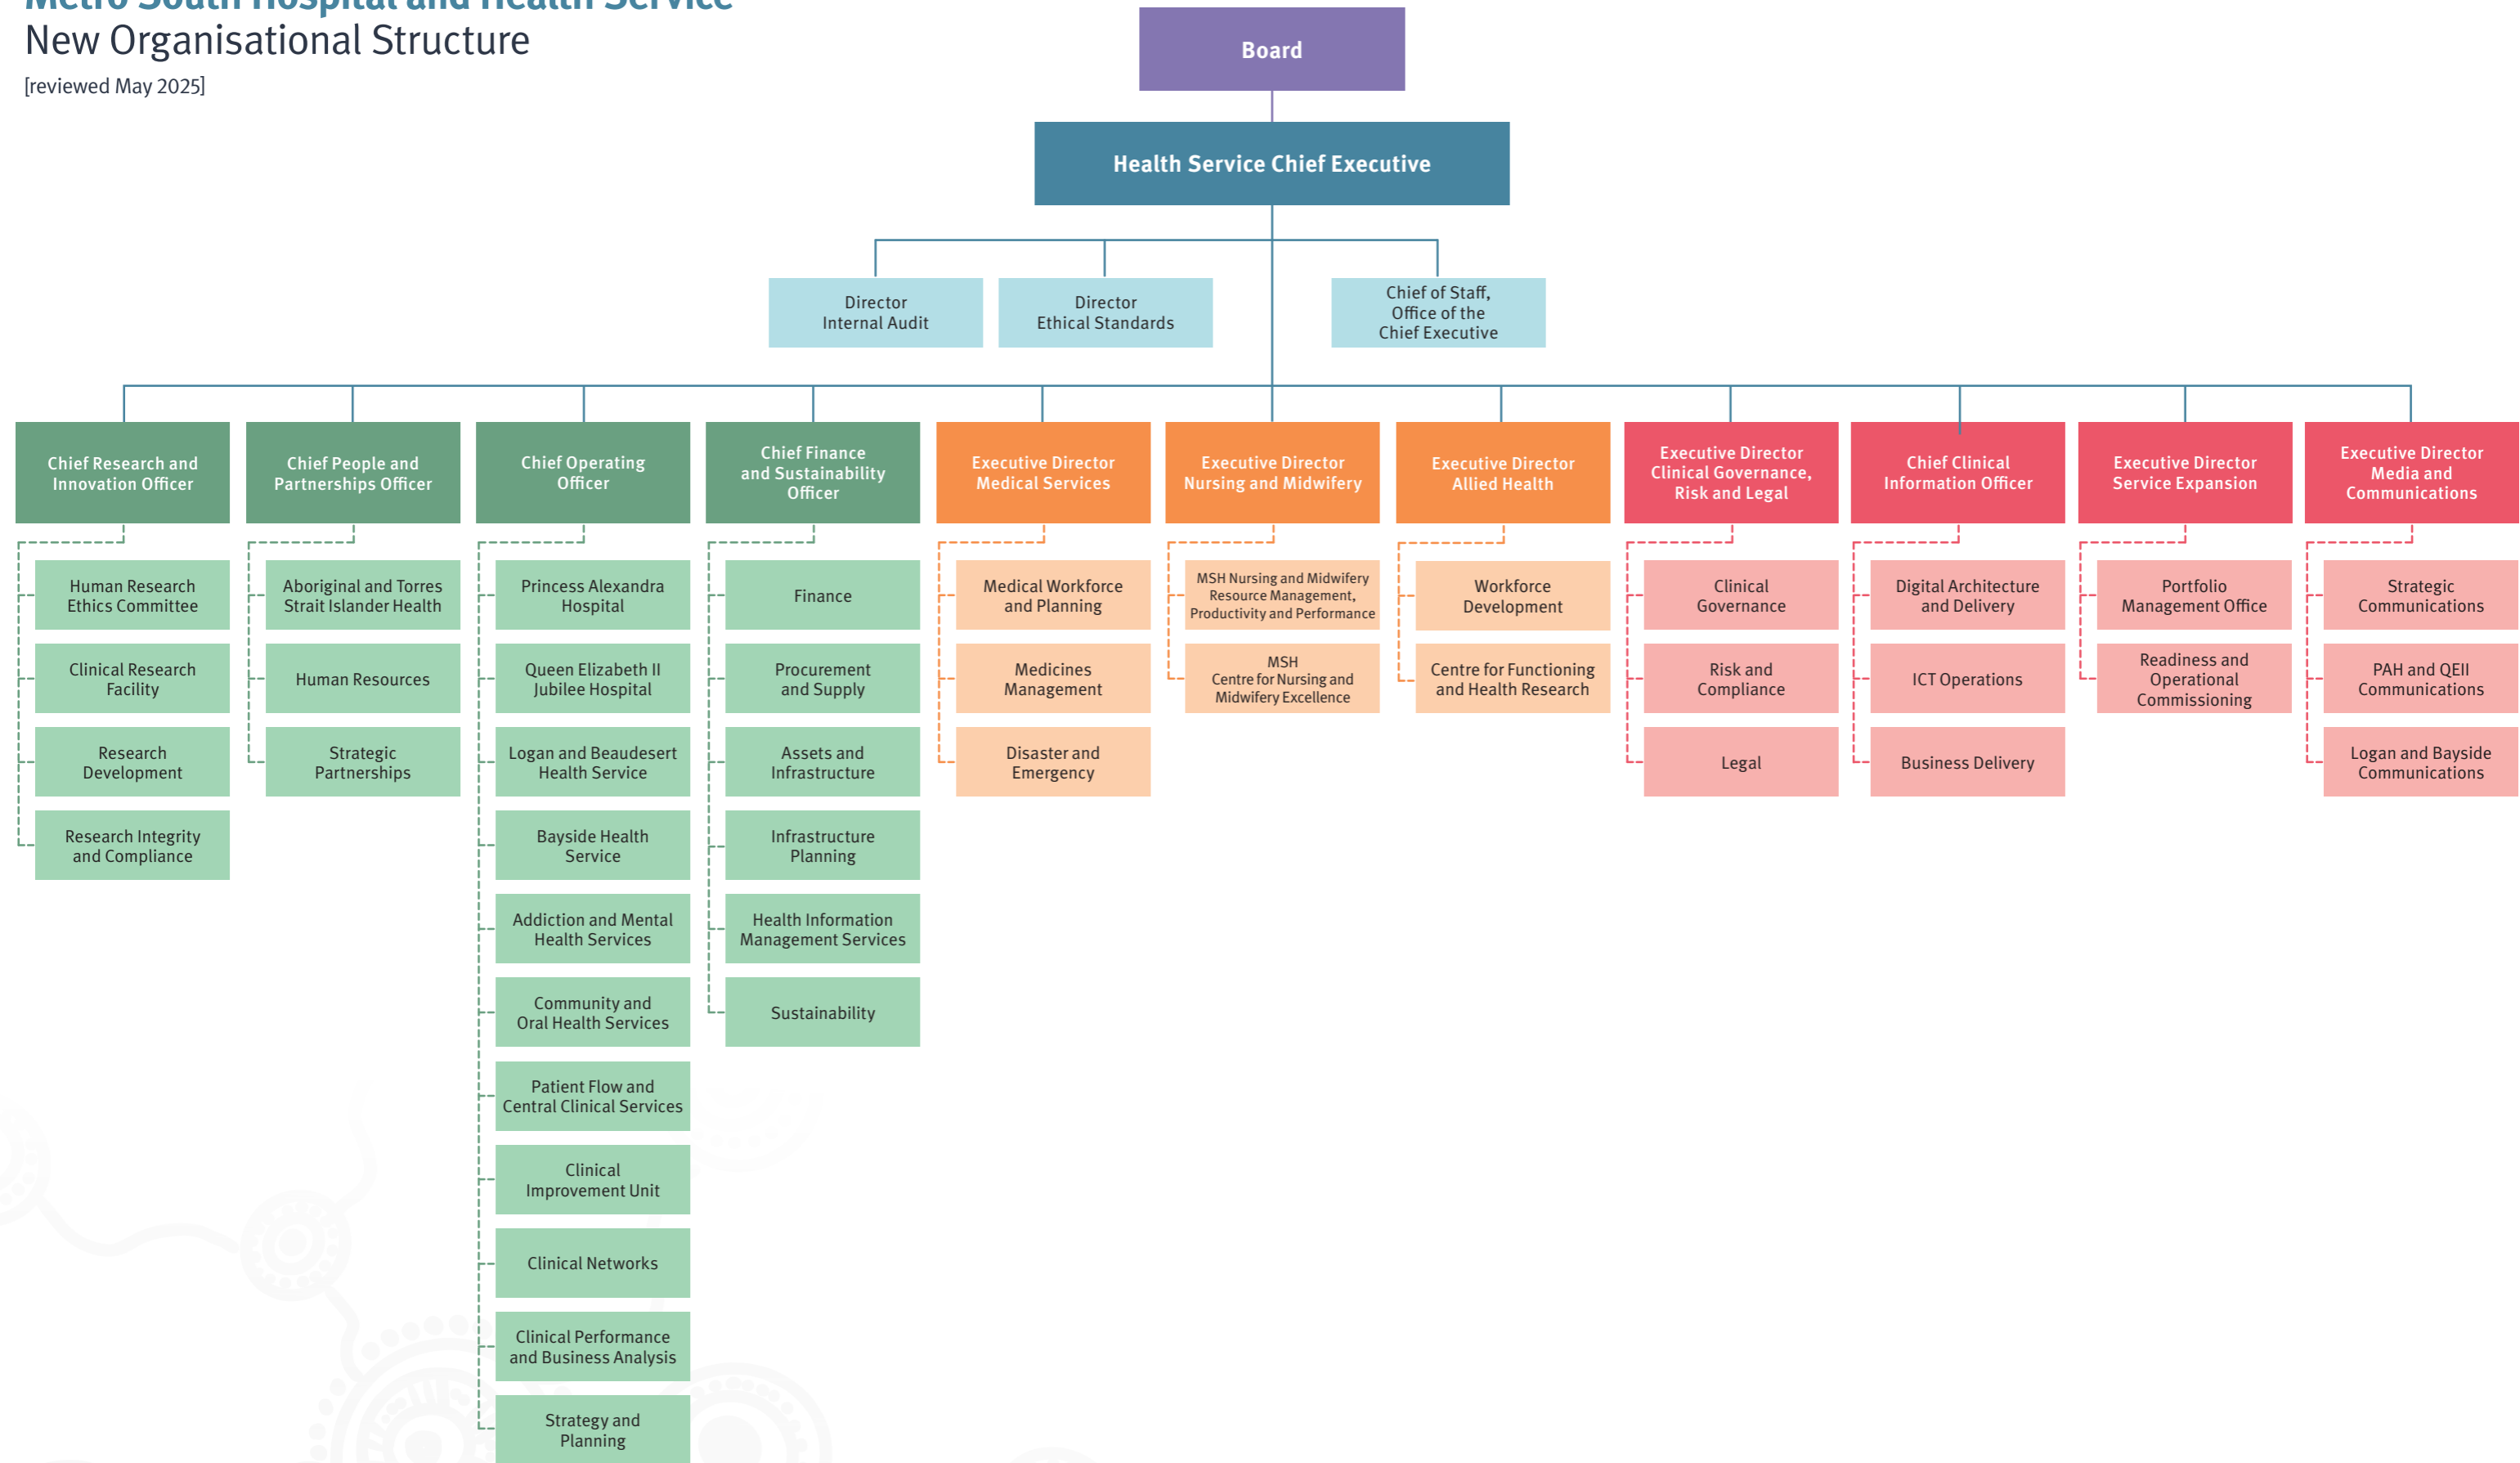 Metro South Hospital and Health Service
New Organisational Structure
[reviewed May 2025]
Board
Health Service Chief Executive
Director
Internal Audit
Director
Ethical Standards
Chief of Staff,
Office of the
Chief Executive
Chief Research and
Innovation Officer
Human Research
Ethics Committee
Clinical Research
Facility
Research
Development
Research Integrity
and Compliance
Chief People and
Partnerships Officer
Aboriginal and Torres
Strait Islander Health
Human Resources
Strategic
Partnerships
Chief Operating
Officer
Princess Alexandra
Hospital
Queen Elizabeth II
Jubilee Hospital
Logan and Beaudesert
Health Service
Bayside Health
Service
Addiction and Mental
Health Services
Community and
Oral Health Services
Patient Flow and
Central Clinical Services
Clinical
Improvement Unit
Clinical Networks
Clinical Performance
and Business Analysis
Strategy and
Planning
Chief Finance
and Sustainability
Officer
Finance
Procurement
and Supply
Assets and
Infrastructure
Infrastructure
Planning
Health Information
Management Services
Sustainability
Executive Director
Medical Services
Medical Workforce
and Planning
Medicines
Management
Disaster and
Emergency
Executive Director
Nursing and Midwifery
MSH Nursing and Midwifery
Resource Management,
Productivity and Performance
MSH
Centre for Nursing and
Midwifery Excellence
Executive Director
Allied Health
Workforce
Development
Centre for Functioning
and Health Research
Executive Director
Clinical Governance,
Risk and Legal
Clinical
Governance
Risk and
Compliance
Legal
Chief Clinical
Information Officer
Digital Architecture
and Delivery
ICT Operations
Business Delivery
Executive Director
Service Expansion
Portfolio
Management Office
Readiness and
Operational
Commissioning
Executive Director
Media and
Communications
Strategic
Communications
PAH and QEII
Communications
Logan and Bayside
Communications